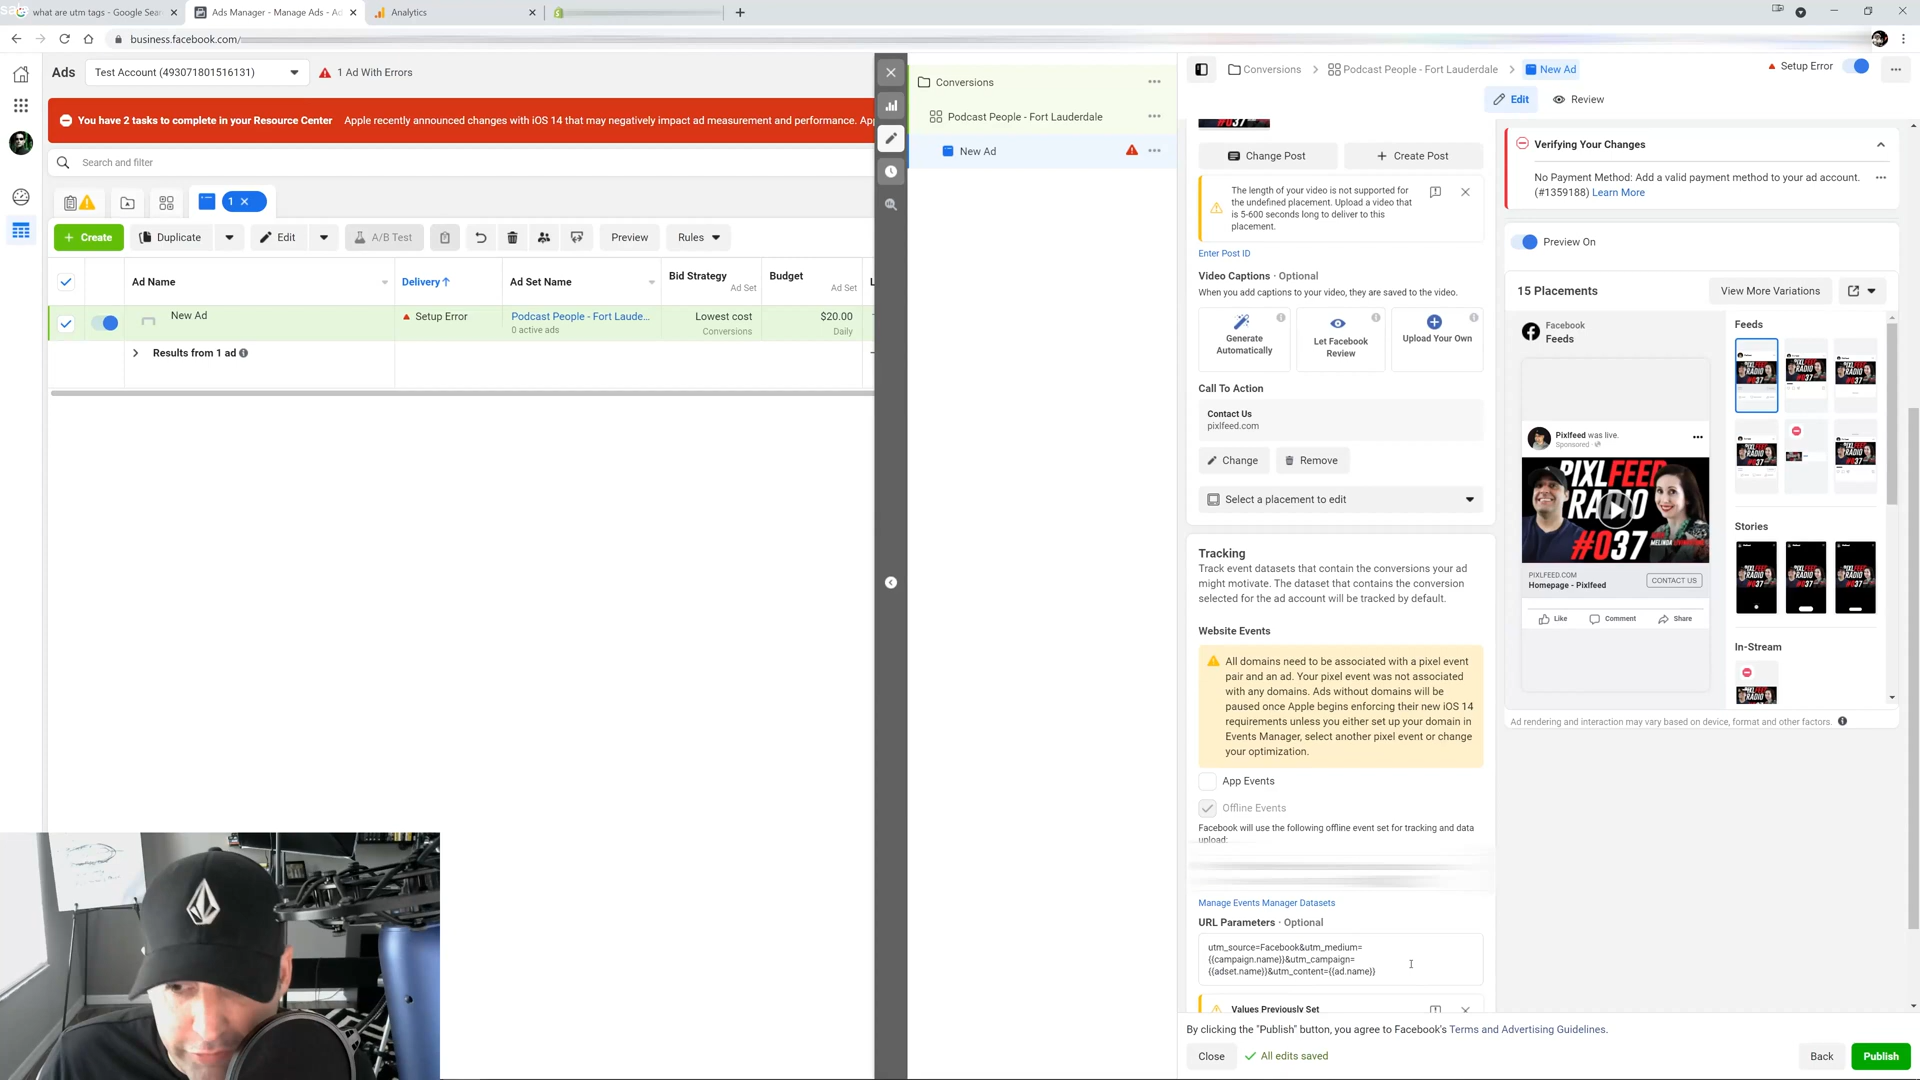 what are utm tags - Google Sear
Ads Manager - Manage Ads - Ad
Analytics
business.facebook.com/
Ads
Test Account (493071801516131)
1 Ad With Errors
You have 2 tasks to complete in your Resource Center
Apple recently announced changes with iOS 14 that may negatively impact ad measurement and performance. Ap
Search and filter
1
Create
Duplicate
Edit
A/B Test
Preview
Rules
Ad Name
Delivery
Ad Set Name
Bid Strategy
Ad Set
Budget
Ad Set
New Ad
Setup Error
Podcast People - Fort Laude...
0 active ads
Lowest cost
Conversions
$20.00
Daily
Results from 1 ad
Conversions
Podcast People - Fort Lauderdale
New Ad
Conversions
Podcast People - Fort Lauderdale
New Ad
Setup Error
Edit
Review
#037
Change Post
Create Post
The length of your video is not supported for
the undefined placement. Upload a video that
is 5-600 seconds long to deliver to this
placement.
Enter Post ID
Video Captions · Optional
When you add captions to your video, they are saved to the video.
Generate
Automatically
Let Facebook
Review
Upload Your Own
Call To Action
Contact Us
pixlfeed.com
Change
Remove
Select a placement to edit
Tracking
Track event datasets that contain the conversions your ad
might motivate. The dataset that contains the conversion
selected for the ad account will be tracked by default.
Website Events
All domains need to be associated with a pixel event
pair and an ad. Your pixel event was not associated
with any domains. Ads without domains will be
paused once Apple begins enforcing their new iOS 14
requirements unless you either set up your domain in
Events Manager, select another pixel event or change
your optimization.
App Events
Offline Events
Facebook will use the following offline event set for tracking and data
upload:
Manage Events Manager Datasets
URL Parameters · Optional
utm_source=Facebook&utm_medium=
{{campaign.name}}&utm_campaign=
{{adset.name}}&utm_content={{ad.name}}
Values Previously Set
By clicking the "Publish" button, you agree to Facebook's Terms and Advertising Guidelines.
Close
All edits saved
Back
Publish
Verifying Your Changes
No Payment Method: Add a valid payment method to your ad account.
(#1359188) Learn More
Preview On
15 Placements
View More Variations
Facebook
Feeds
Pixlfeed was live.
Sponsored
PIXLFEED
RADIO
#037
MELINDA
PIXLFEED.COM
Homepage - Pixlfeed
CONTACT US
Like
Comment
Share
Feeds
Stories
In-Stream
Ad rendering and interaction may vary based on device, format and other factors.